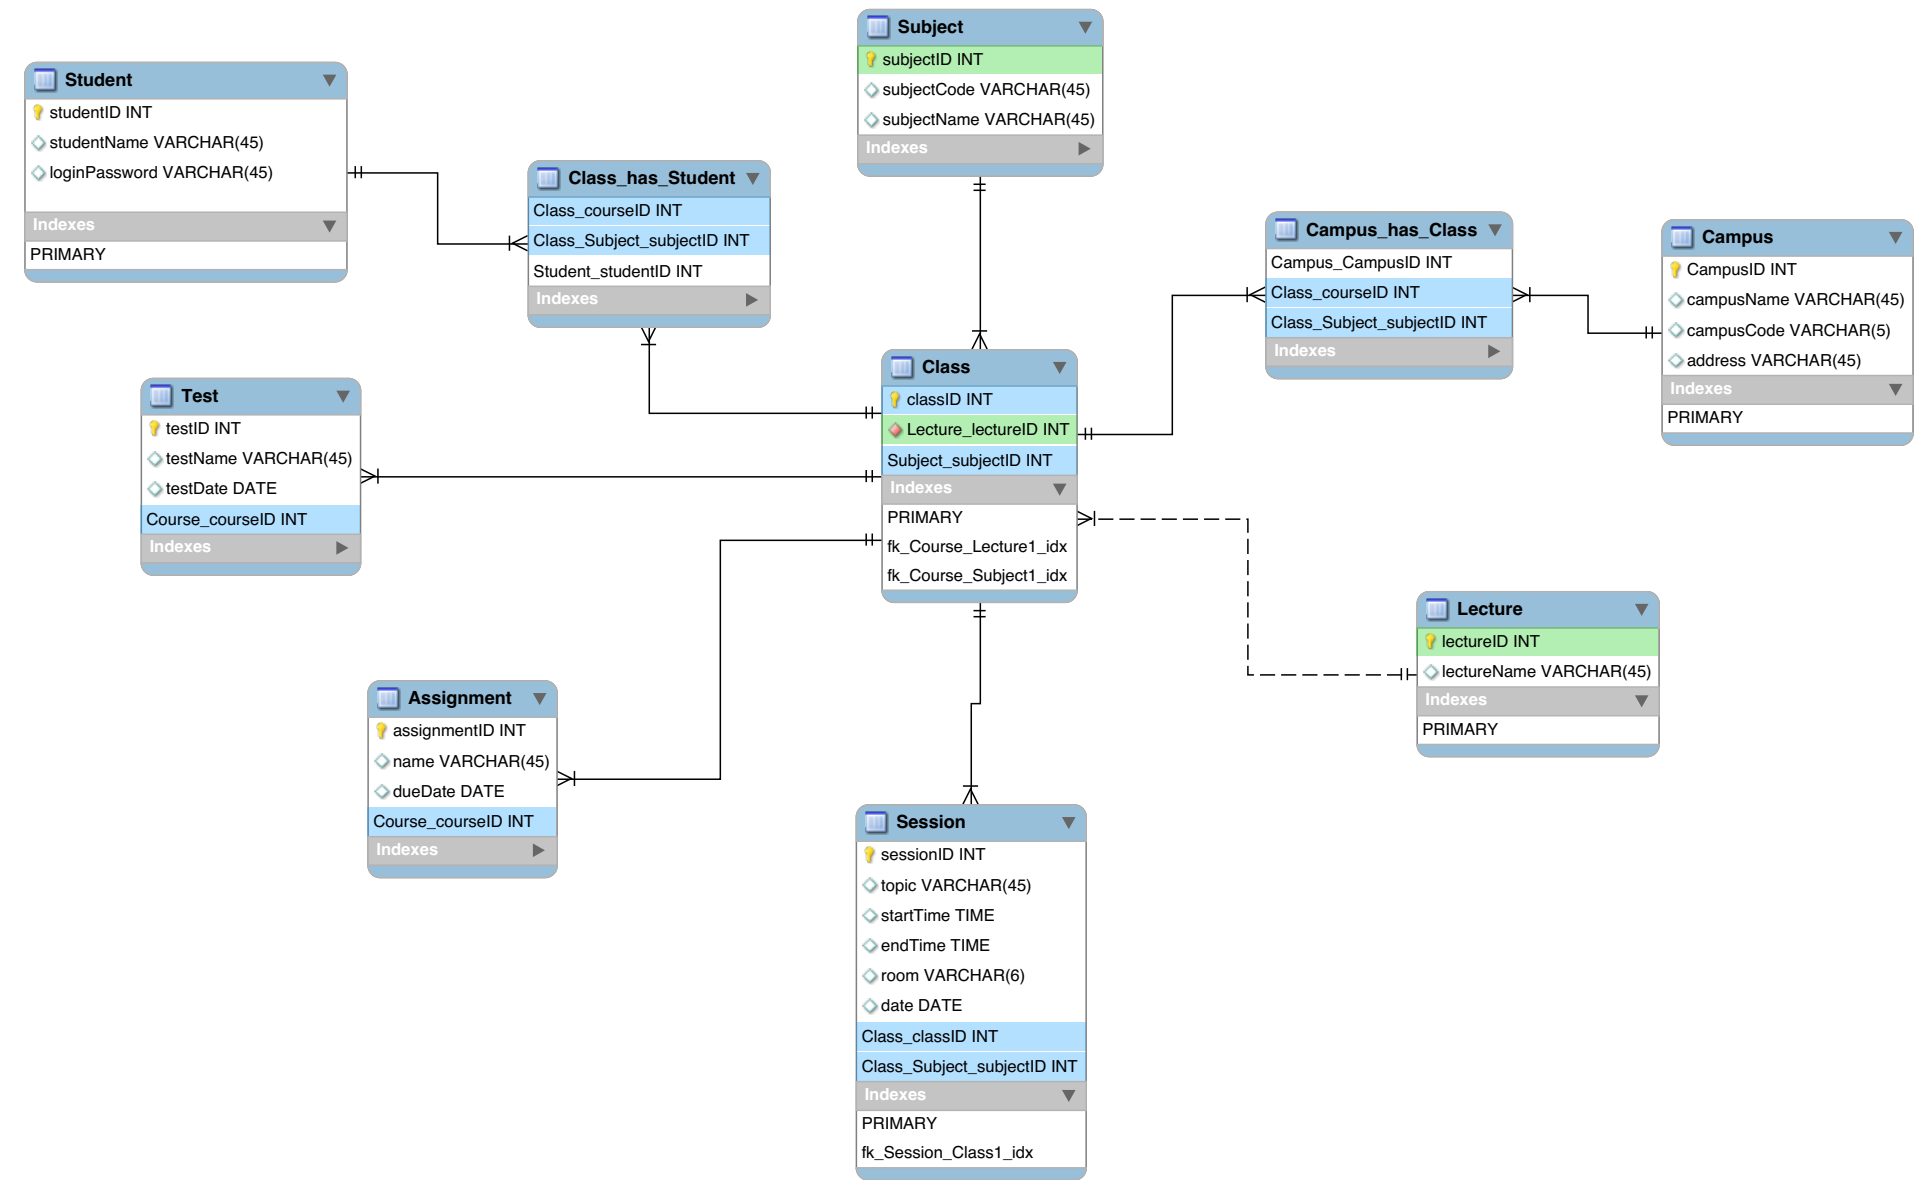 Subject
subjectID INT
subjectCode VARCHAR(45)
subjectName VARCHAR(45)
Indexes
Student
studentID INT
studentName VARCHAR(45)
loginPassword VARCHAR(45)
Indexes
PRIMARY
Class_has_Student
Class_courseID INT
Class_Subject_subjectID INT
Student_studentID INT
Indexes
Campus_has_Class
Campus_CampusID INT
Class_courseID INT
Class_Subject_subjectID INT
Indexes
Campus
CampusID INT
campusName VARCHAR(45)
campusCode VARCHAR(5)
address VARCHAR(45)
Indexes
PRIMARY
Class
classID INT
Lecture_lectureID INT
Subject_subjectID INT
Indexes
PRIMARY
fk_Course_Lecture1_idx
fk_Course_Subject1_idx
Test
testID INT
testName VARCHAR(45)
testDate DATE
Course_courseID INT
Indexes
Lecture
lectureID INT
lectureName VARCHAR(45)
Indexes
PRIMARY
Assignment
assignmentID INT
name VARCHAR(45)
dueDate DATE
Course_courseID INT
Indexes
Session
sessionID INT
topic VARCHAR(45)
startTime TIME
endTime TIME
room VARCHAR(6)
date DATE
Class_classID INT
Class_Subject_subjectID INT
Indexes
PRIMARY
fk_Session_Class1_idx